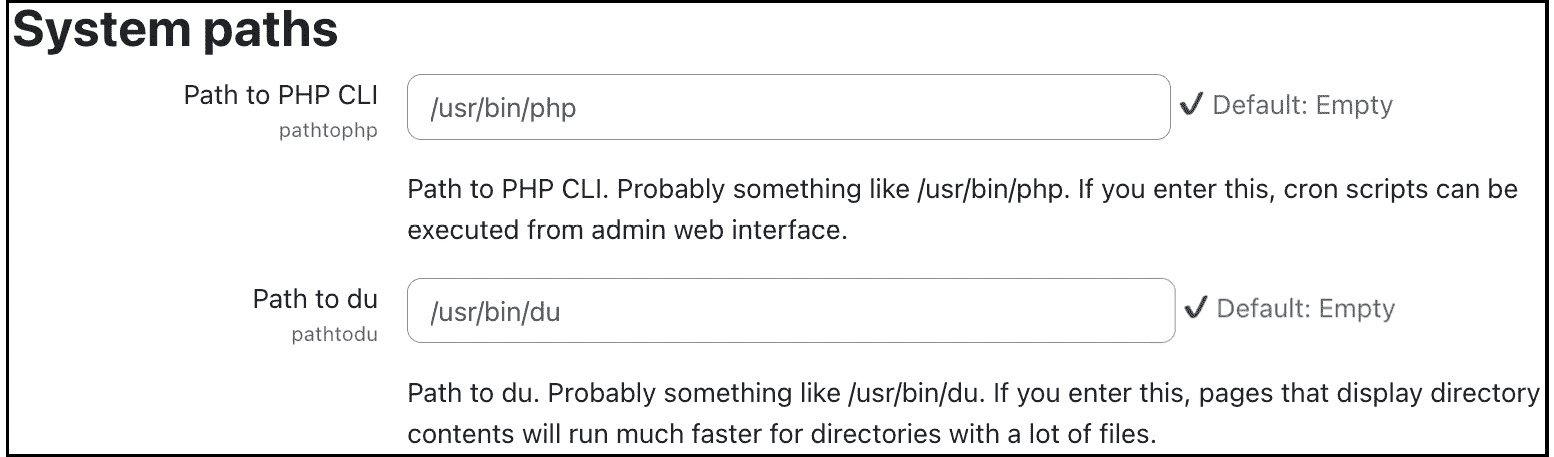 System paths
Path to PHP CLI
/usr/bin/php
✔ Default: Empty
pathtophp
Path to PHP CLI. Probably something like /usr/bin/php. If you enter this, cron scripts can be
executed from admin web interface.
Path to du
/usr/bin/du
✔ Default: Empty
pathtodu
Path to du. Probably something like /usr/bin/du. If you enter this, pages that display directory
contents will run much faster for directories with a lot of files.